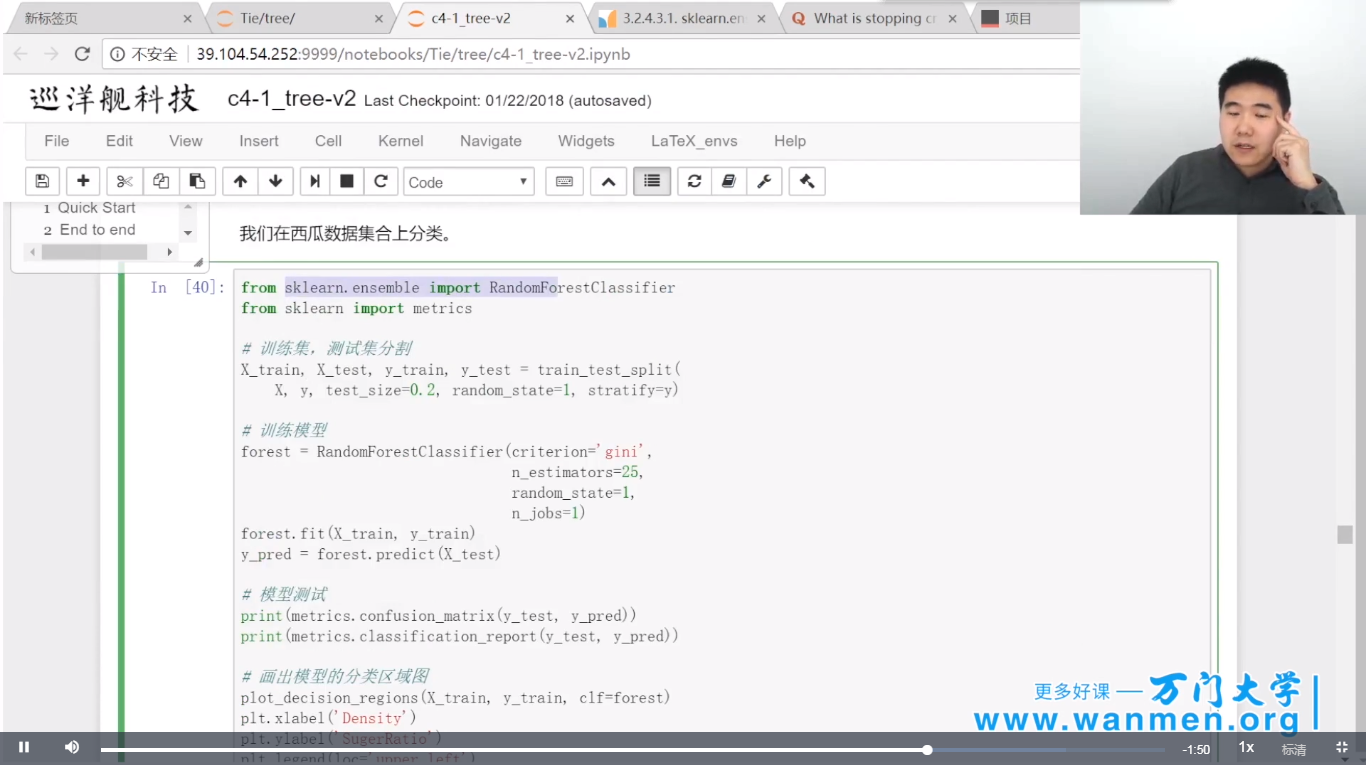 新标签页
Tie/tree/
c4-1_tree-v2
3.2.4.3.1. sklearn.en
What is stopping c
项目
不安全 39.104.54.252:9999/notebooks/Tie/tree/c4-1_tree-v2.ipynb
巡洋舰科技 c4-1_tree-v2 Last Checkpoint: 01/22/2018 (autosaved)
File Edit View Insert Cell Kernel Navigate Widgets LaTeX_envs Help
Code
1 Quick Start
2 End to end
我们在西瓜数据集合上分类。
In [40]:
from sklearn.ensemble import RandomForestClassifier
from sklearn import metrics
# 训练集，测试集分割
X_train, X_test, y_train, y_test = train_test_split(
X, y, test_size=0.2, random_state=1, stratify=y)
# 训练模型
forest = RandomForestClassifier(criterion='gini',
n_estimators=25,
random_state=1,
n_jobs=1)
forest.fit(X_train, y_train)
y_pred = forest.predict(X_test)
# 模型测试
print(metrics.confusion_matrix(y_test, y_pred))
print(metrics.classification_report(y_test, y_pred))
# 画出模型的分类区域图
plot_decision_regions(X_train, y_train, clf=forest)
plt.xlabel('Density')
plt.ylabel('SugerRatio')
plt.legend(loc='upper left')
更多好课 — 万门大学
www.wanmen.org
-1:50 1x 标清